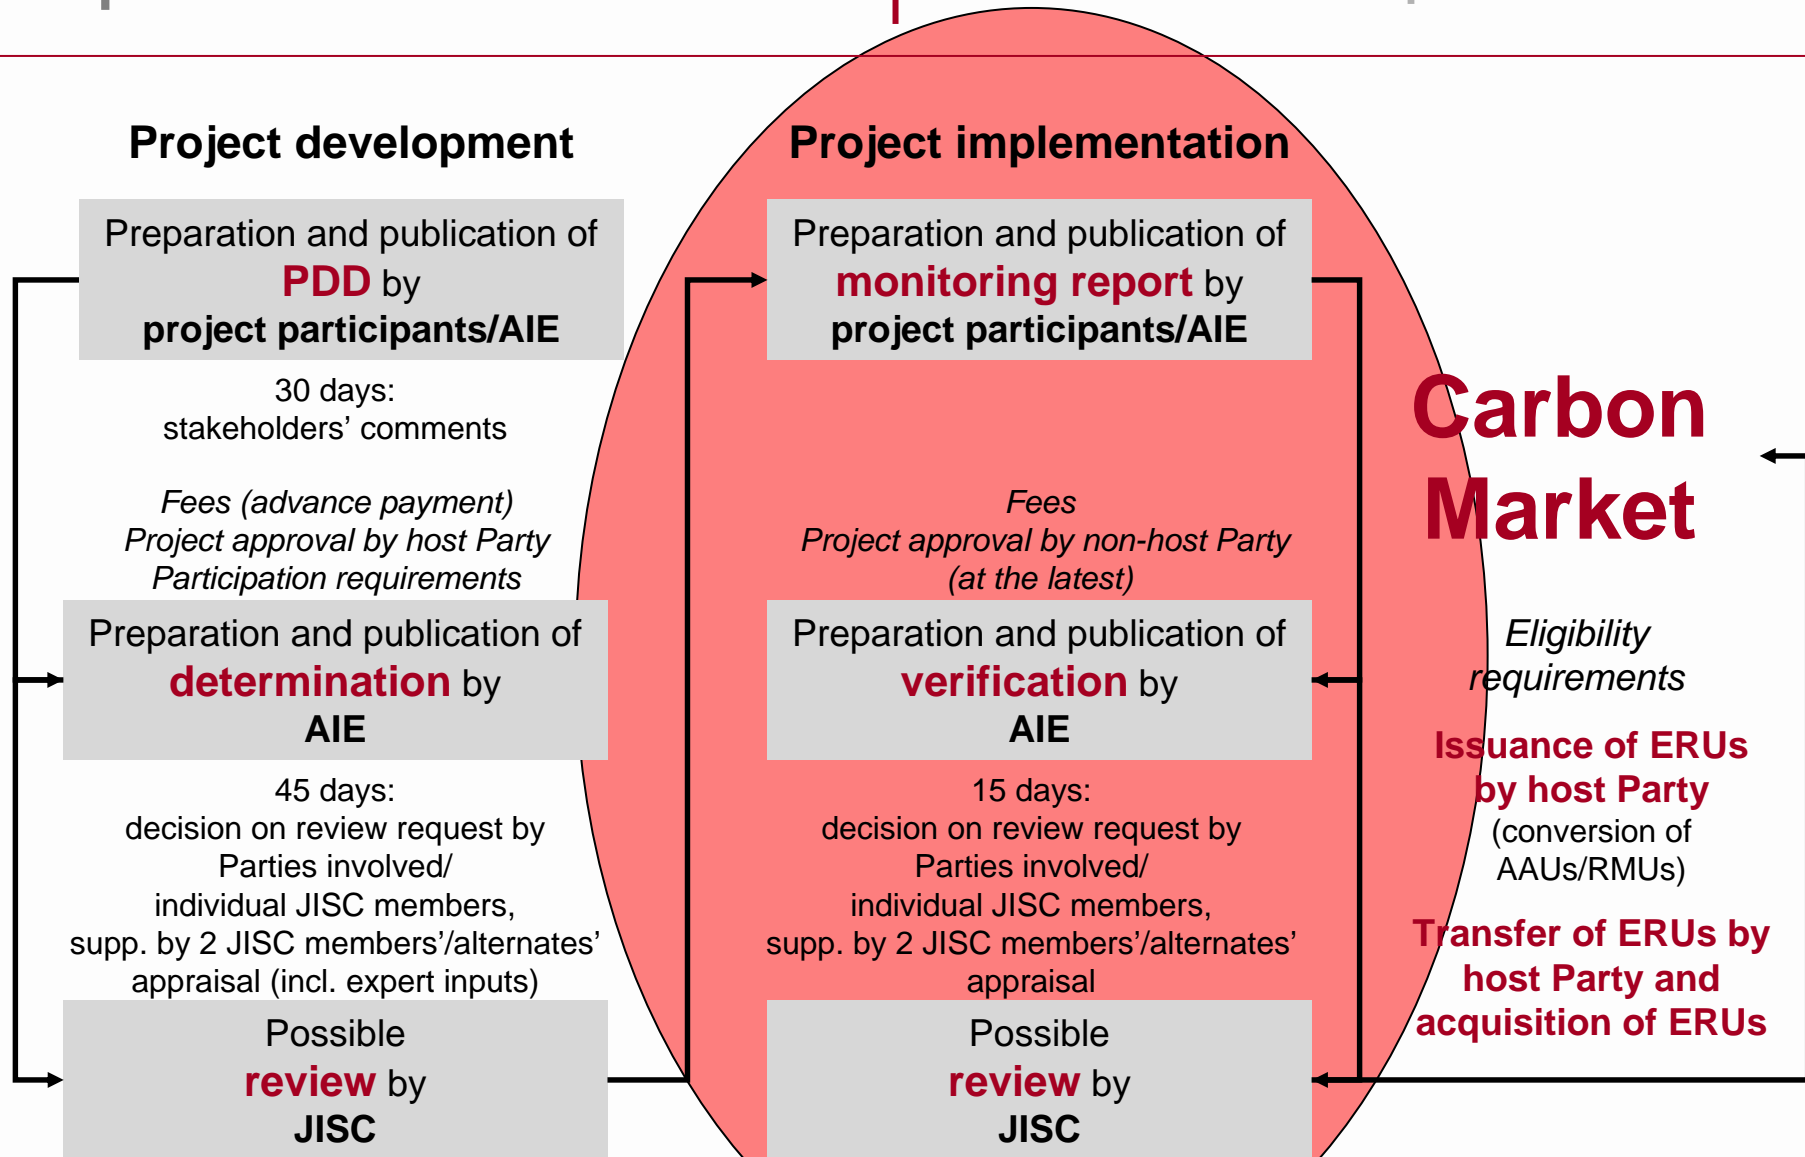 Project development
Preparation and publication of
PDD by
project participants/AIE
30 days:
stakeholders’ comments
Fees (advance payment)
Project approval by host Party
Participation requirements
Preparation and publication of
determination by
AIE
45 days:
decision on review request by
Parties involved/
individual JISC members,
supp. by 2 JISC members’/alternates’
appraisal (incl. expert inputs)
Possible
review by
JISC
Project implementation
Preparation and publication of
monitoring report by
project participants/AIE
Fees
Project approval by non-host Party
(at the latest)
Preparation and publication of
verification by
AIE
15 days:
decision on review request by
Parties involved/
individual JISC members,
supp. by 2 JISC members’/alternates’
appraisal
Possible
review by
JISC
Carbon
Market
Eligibility
requirements
Issuance of ERUs
by host Party
(conversion of
AAUs/RMUs)
Transfer of ERUs by
host Party and
acquisition of ERUs